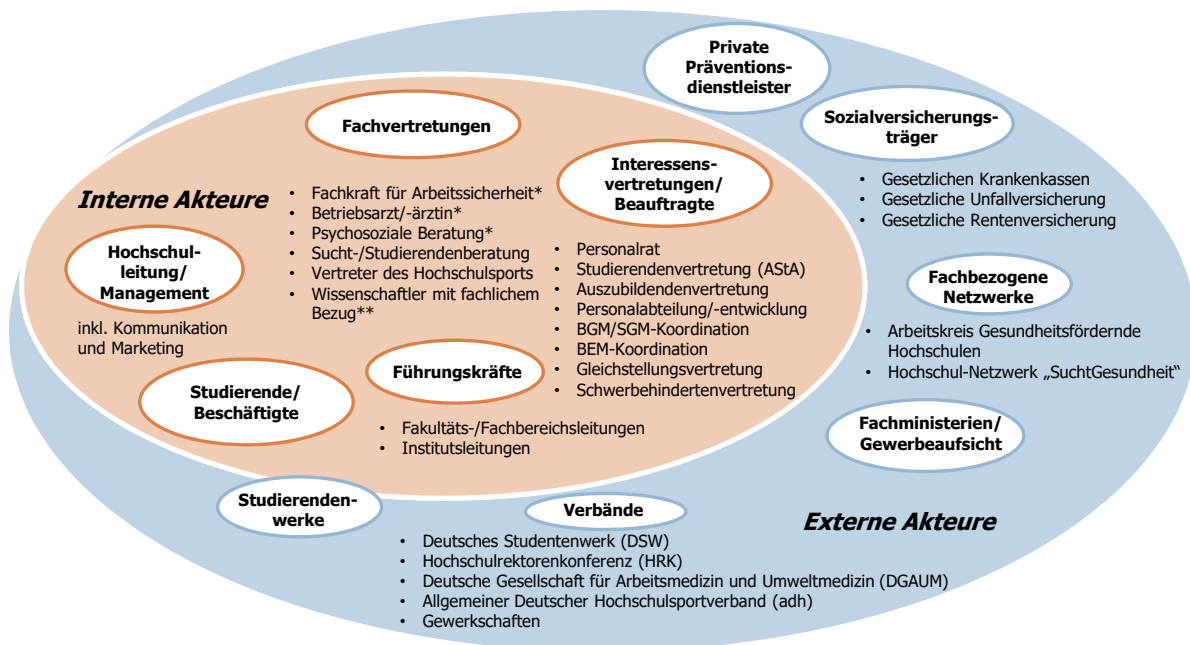 Private
Präventions-
dienstleister
Sozialversicherungs-
träger
• Gesetzlichen Krankenkassen
• Gesetzliche Unfallversicherung
• Gesetzliche Rentenversicherung
Fachbezogene
Netzwerke
• Arbeitskreis Gesundheitsfördernde
Hochschulen
• Hochschul-Netzwerk „SuchtGesundheit“
Fachministerien/
Gewerbeaufsicht
Externe Akteure
Interne Akteure
Fachvertretungen
• Fachkraft für Arbeitssicherheit*
• Betriebsarzt/-ärztin*
• Psychosoziale Beratung*
• Sucht-/Studierendenberatung
• Vertreter des Hochschulsports
• Wissenschaftler mit fachlichem
Bezug**
Interessens-
vertretungen/
Beauftragte
• Personalrat
• Studierendenvertretung (AStA)
• Auszubildendenvertretung
• Personalabteilung/-entwicklung
• BGM/SGM-Koordination
• BEM-Koordination
• Gleichstellungsvertretung
• Schwerbehindertenvertretung
Hochschul-
leitung/
Management
inkl. Kommunikation
und Marketing
Studierende/
Beschäftigte
Führungskräfte
• Fakultäts-/Fachbereichsleitungen
• Institutsleitungen
Studierenden-
werke
Verbände
• Deutsches Studentenwerk (DSW)
• Hochschulrektorenkonferenz (HRK)
• Deutsche Gesellschaft für Arbeitsmedizin und Umweltmedizin (DGAUM)
• Allgemeiner Deutscher Hochschulsportverband (adh)
• Gewerkschaften